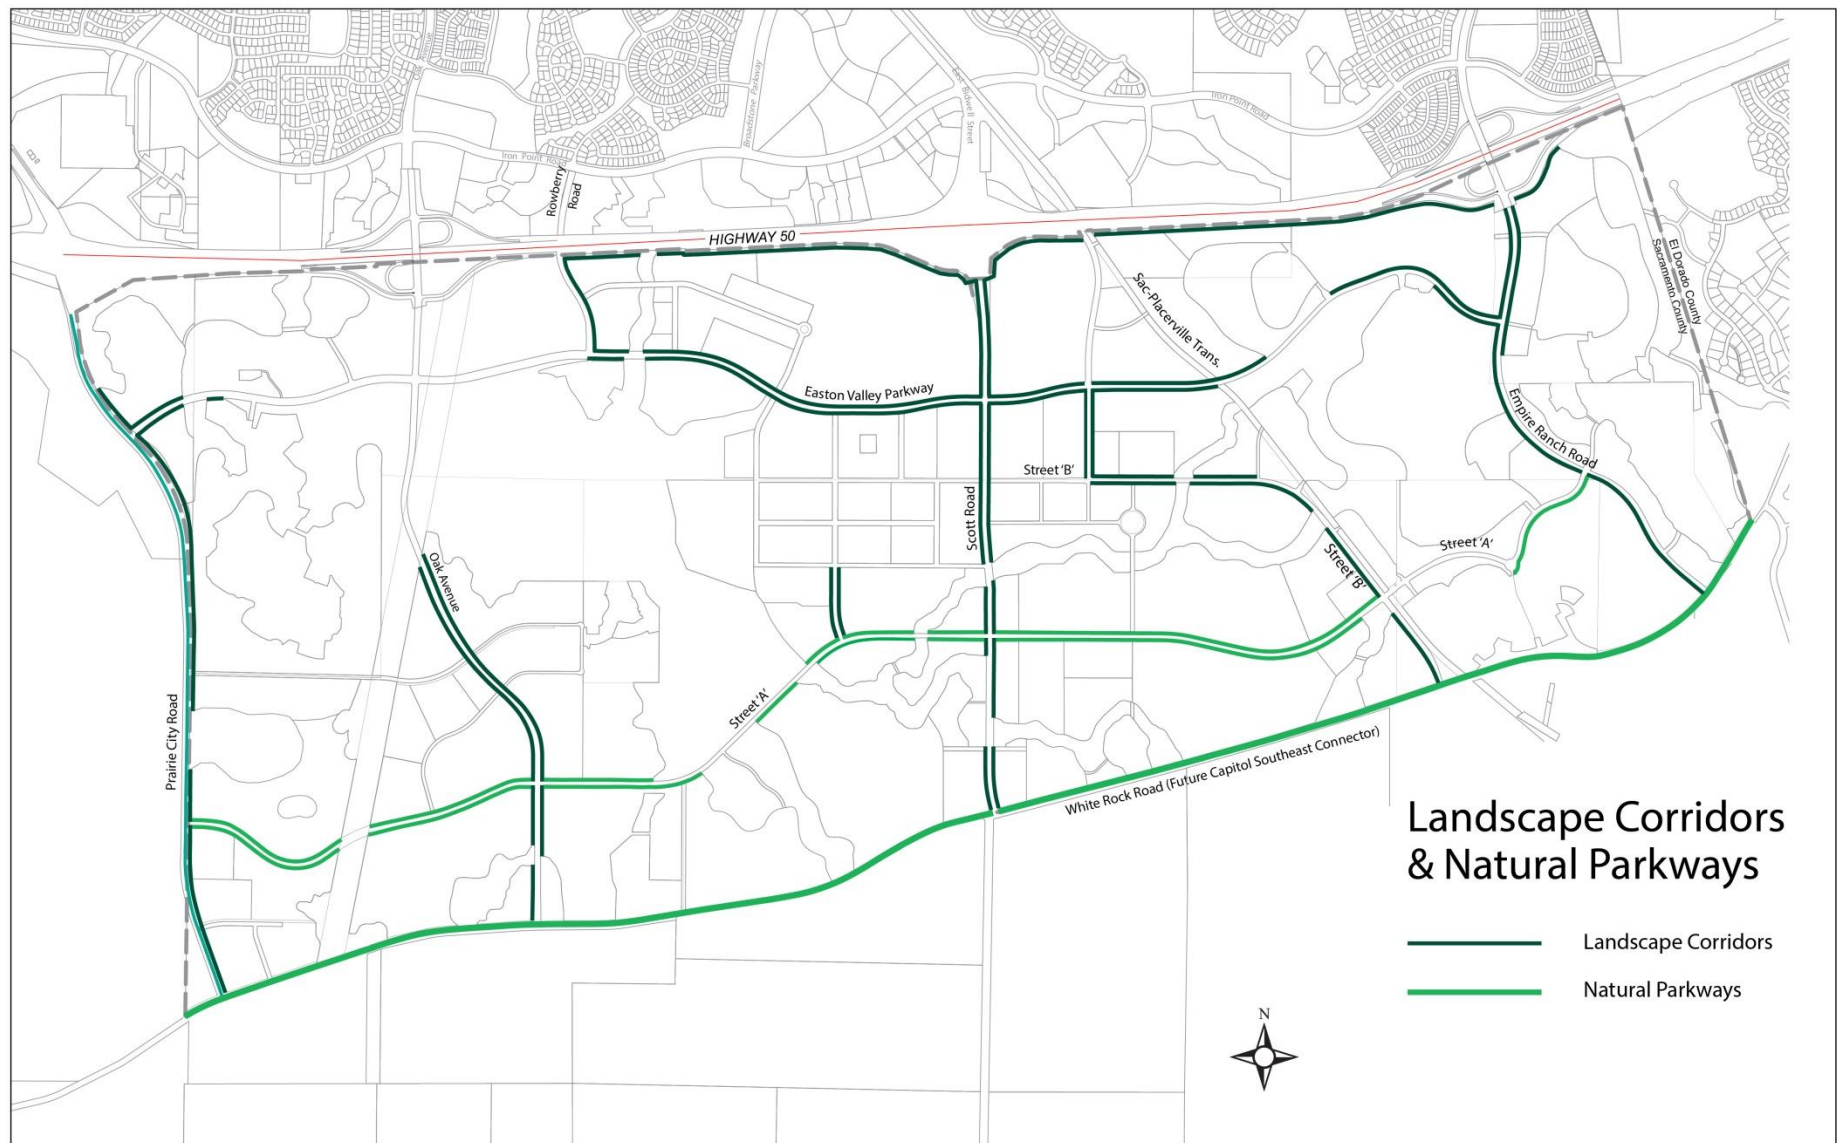 Oak Avenue
Broadstone Parkway
East Bidwell Street
Iron Point Road
Iron Point Road
Rowberry
Road
HIGHWAY 50
El Dorado County
Sacramento County
Sac-Placerville Trans.
Easton Valley Parkway
Empire Ranch Road
Street ‘B’
Scott Road
Street ‘A’
Street ‘B’
Oak Avenue
Street ‘A’
Prairie City Road
White Rock Road (Future Capitol Southeast Connector)
Landscape Corridors
& Natural Parkways
Landscape Corridors
Natural Parkways
N